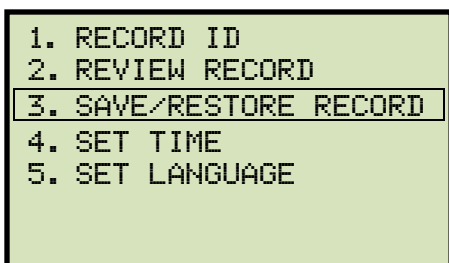 1. RECORD ID
2. REVIEW RECORD
3. SAVE/RESTORE RECORD
4. SET TIME
5. SET LANGUAGE